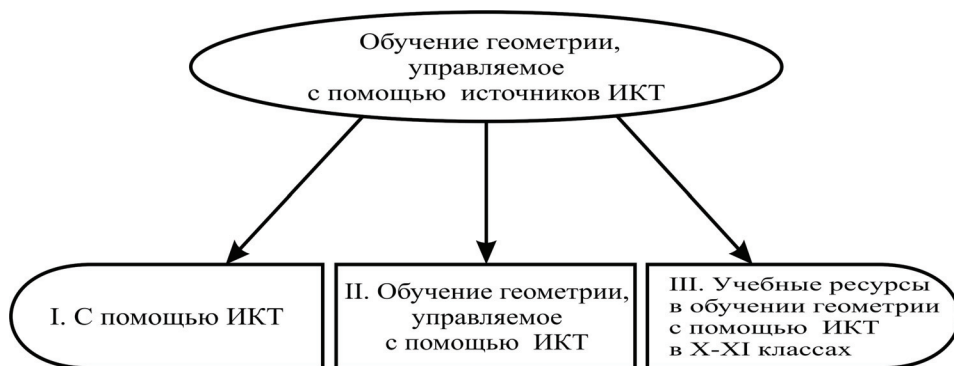 Обучение геометрии,
управляемое
с помощью источников ИКТ
I. С помощью ИКТ
II. Обучение геометрии,
управляемое
с помощью ИКТ
III. Учебные ресурсы
в обучении геометрии
с помощью ИКТ
в X-XI классах